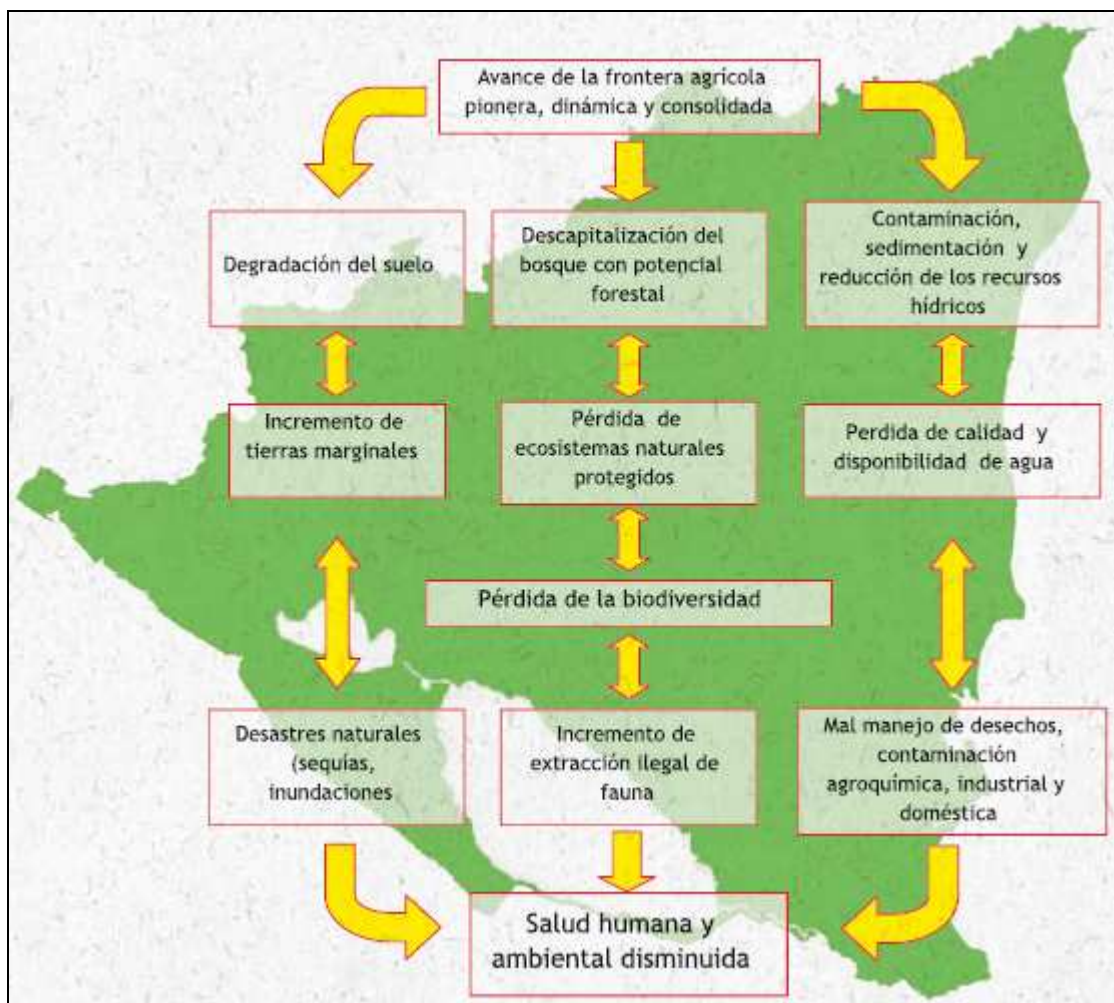 Avance de la frontera agrícola
pionera, dinámica y consolidada
Degradación del suelo
Descapitalización del
bosque con potencial
forestal
Contaminación,
sedimentación y
reducción de los recursos
hídricos
Incremento de
tierras marginales
Pérdida de
ecosistemas naturales
protegidos
Perdida de calidad y
disponibilidad de agua
Pérdida de la biodiversidad
Desastres naturales
(sequías,
inundaciones
Incremento de
extracción ilegal de
fauna
Mal manejo de desechos,
contaminación
agroquímica, industrial y
doméstica
Salud humana y
ambiental disminuida